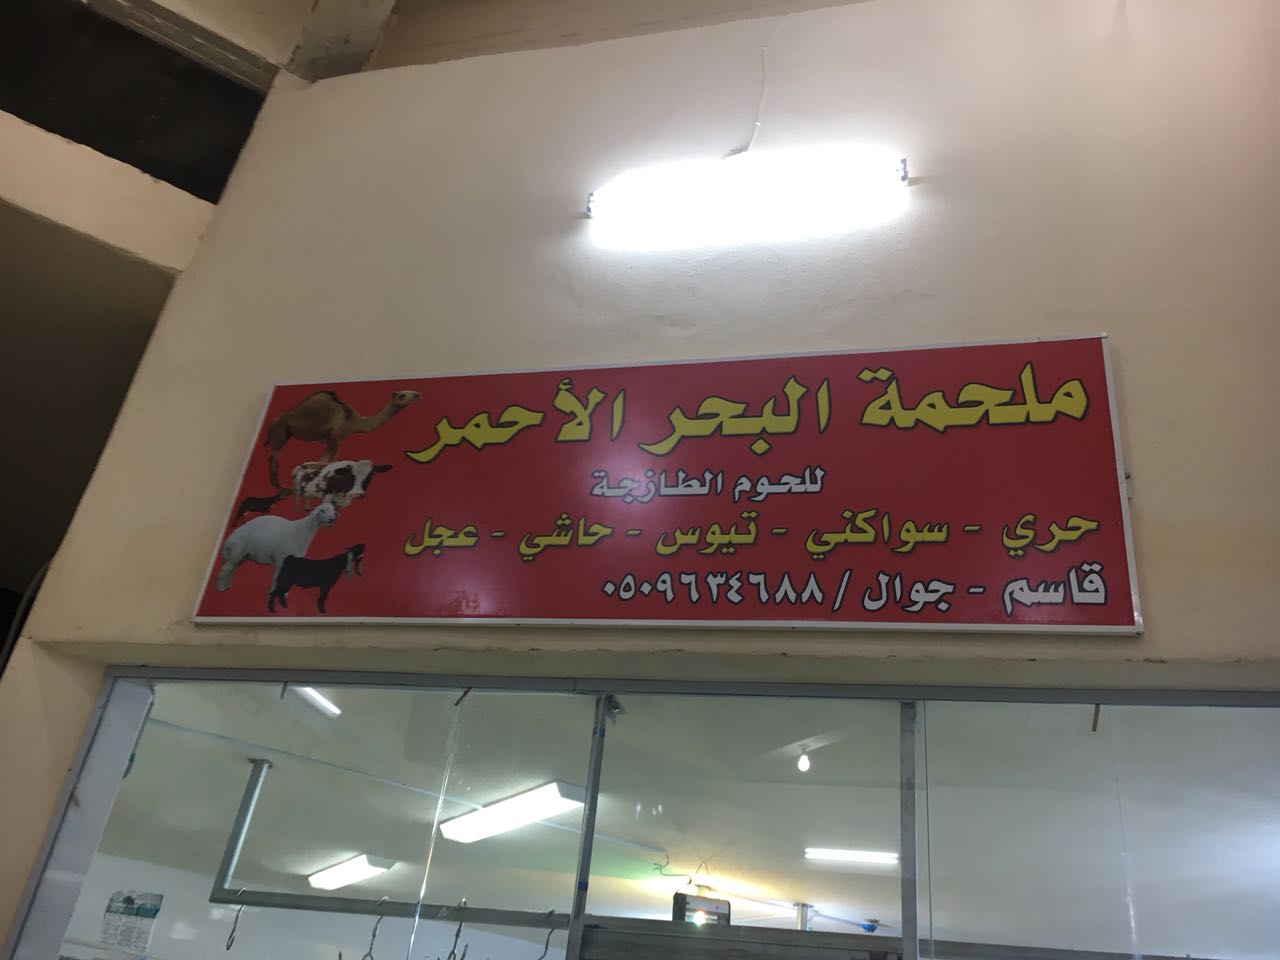 ملحمة البحر الأحمر
للحوم الطازجة
حري - سواكني - تيوس - حاشي - عجل
قاسم - جوال / ٠٥٠٩٦٣٤٦٨٨